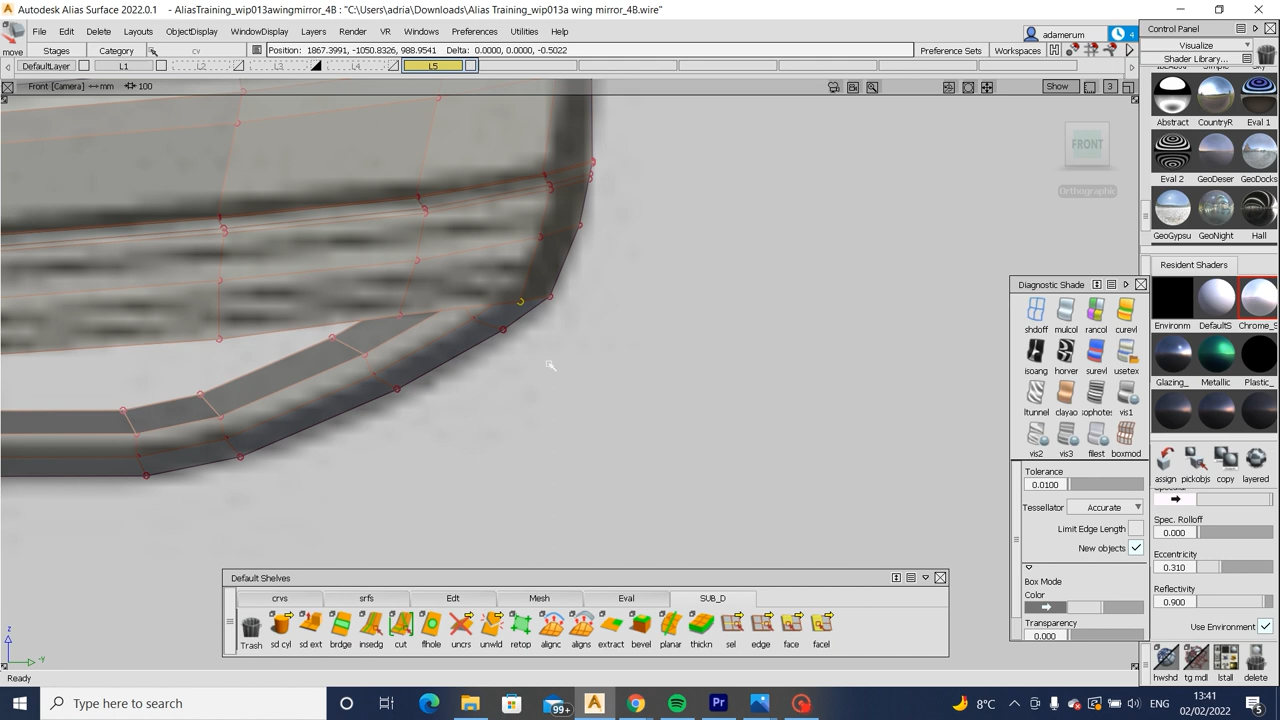 Autodesk Alias Surface 2022.0.1 - AliasTraining_wip013awingmirror_4B : "C:\Users\adria\Downloads\Alias Training_wip013a wing mirror_4B.wire"
File Edit Delete Layouts ObjectDisplay WindowDisplay Layers Render VR Windows Preferences Utilities Help
adamerum 4
move Stages Category cv Position: 1867.3991, -1050.8326, 988.9541 Delta: 0.0000, 0.0000, -0.5022 Preference Sets Workspaces
DefaultLayer L1 L2 L3 L4 L5
Front [Camera] mm 100 Show 3
FRONT
Orthographic
Control Panel
Visualize
Shader Library...
Abstract CountryR Eval 1
Eval 2 GeoDeser GeoDocks
GeoGypsu GeoNight Hall
Resident Shaders
Environm DefaultS Chrome_S
Glazing_ Metallic Plastic_
assign pickobjs copy layered
Spec. Rolloff
0.000
Eccentricity
0.310
Reflectivity
0.900
Use Environment
hwshd tg mdl lstall delete
Diagnostic Shade
shdoff mulcol rancol curevl
isoang horver surevl usetex
ltunnel clayao sophotes vis1
vis2 vis3 filest boxmod
Tolerance
0.0100
Tessellator Accurate
Limit Edge Length
New objects
Box Mode
Color
Transparency
0.000
Default Shelves
crvs srfs Edt Mesh Eval SUB_D
Trash sd cyl sd ext brdge insedg cut flhole uncrs unwld retop alignc aligns extract bevel planar thickn sel edge face facel
Ready
Type here to search
99+
8°C
ENG
13:41
02/02/2022
5